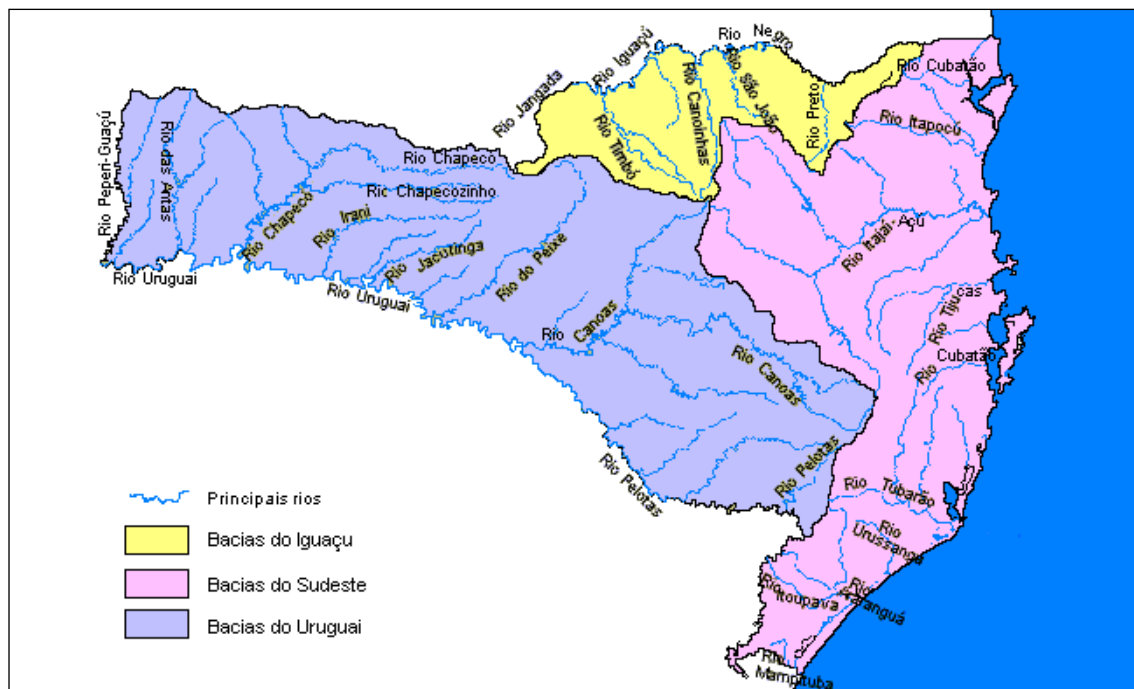 Rio Negro
Rio Iguaçú
Rio Jangada
Rio Cubatão
Rio São João
Rio Canoinhas
Rio Preto
Rio Timbó
Rio Itapocú
Rio Peperi-Guaçú
Rio das Antas
Rio Chapecó
Rio Chapecozinho
Rio Chapecó
Rio Irani
Rio Jacutinga
Rio do Peixe
Rio Itajái-Açú
Rio Uruguai
Rio Uruguai
Rio Tijucas
Rio Canoas
Rio Canoas
Rio Cubatão
Rio Pelotas
Rio Pelotas
Rio Tubarão
Rio Urussanga
Rio Itoupava
Rio Araranguá
Rio Mampituba
Principais rios
Bacias do Iguaçu
Bacias do Sudeste
Bacias do Uruguai